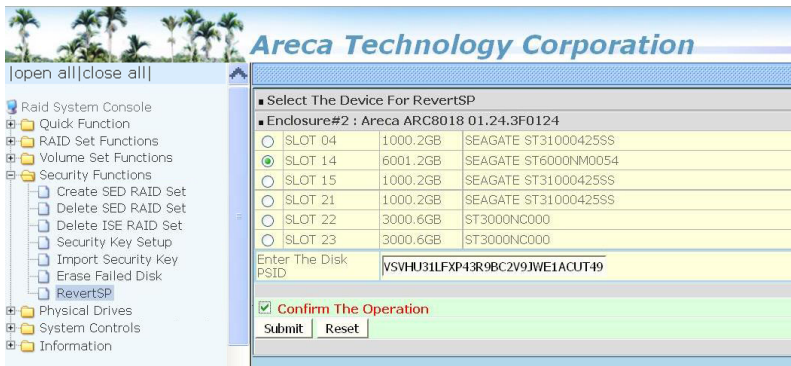 Areca Technology Corporation
|open all|close all|
Raid System Console
Quick Function
RAID Set Functions
Volume Set Functions
Security Functions
Create SED RAID Set
Delete SED RAID Set
Delete ISE RAID Set
Security Key Setup
Import Security Key
Erase Failed Disk
RevertSP
Physical Drives
System Controls
Information
Select The Device For RevertSP
Enclosure#2 : Areca ARC8018 01.24.3F0124
SLOT 04 1000.2GB SEAGATE ST31000425SS
SLOT 14 6001.2GB SEAGATE ST6000NM0054
SLOT 15 1000.2GB SEAGATE ST31000425SS
SLOT 21 1000.2GB SEAGATE ST31000425SS
SLOT 22 3000.6GB ST3000NC000
SLOT 23 3000.6GB ST3000NC000
Enter The Disk
PSID
VSVHU31LFXP43R9BC2V9JWE1ACUT49
Confirm The Operation
Submit Reset